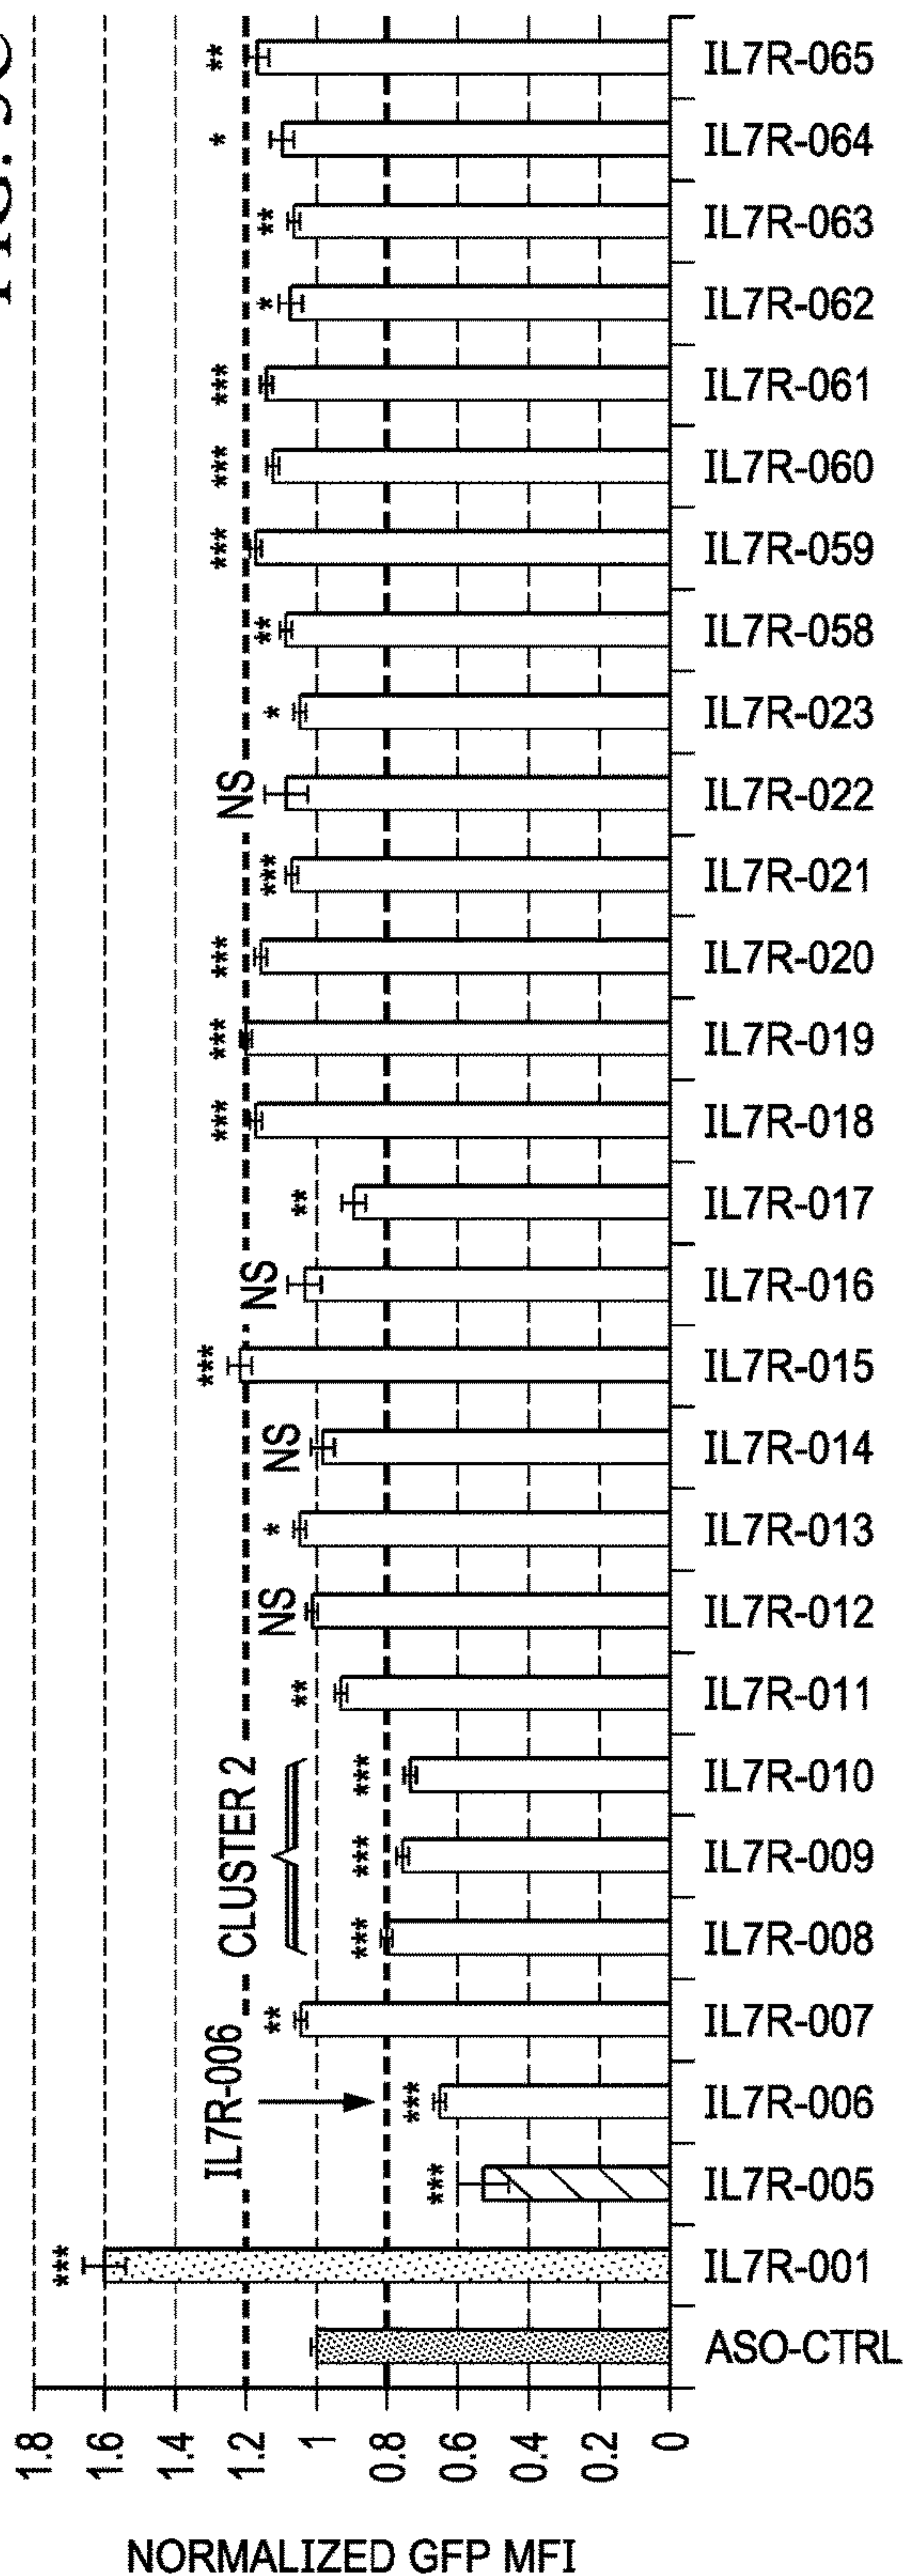 IL7R-065
**
IL7R-064
*
IL7R-063
**
IL7R-062
*
IL7R-061
***
IL7R-060
***
IL7R-059
***
IL7R-058
**
IL7R-023
*
IL7R-022
NS
IL7R-021
***
IL7R-020
***
IL7R-019
***
IL7R-018
***
IL7R-017
**
IL7R-016
NS
IL7R-015
***
IL7R-014
NS
IL7R-013
*
IL7R-012
NS
IL7R-011
**
CLUSTER 2
IL7R-010
***
IL7R-009
***
IL7R-008
***
IL7R-007
**
IL7R-006
IL7R-006
***
IL7R-005
***
IL7R-001
***
ASO-CTRL
1.8
1.6
1.4
1.2
1
0.8
0.6
0.4
0.2
0
NORMALIZED GFP MFI